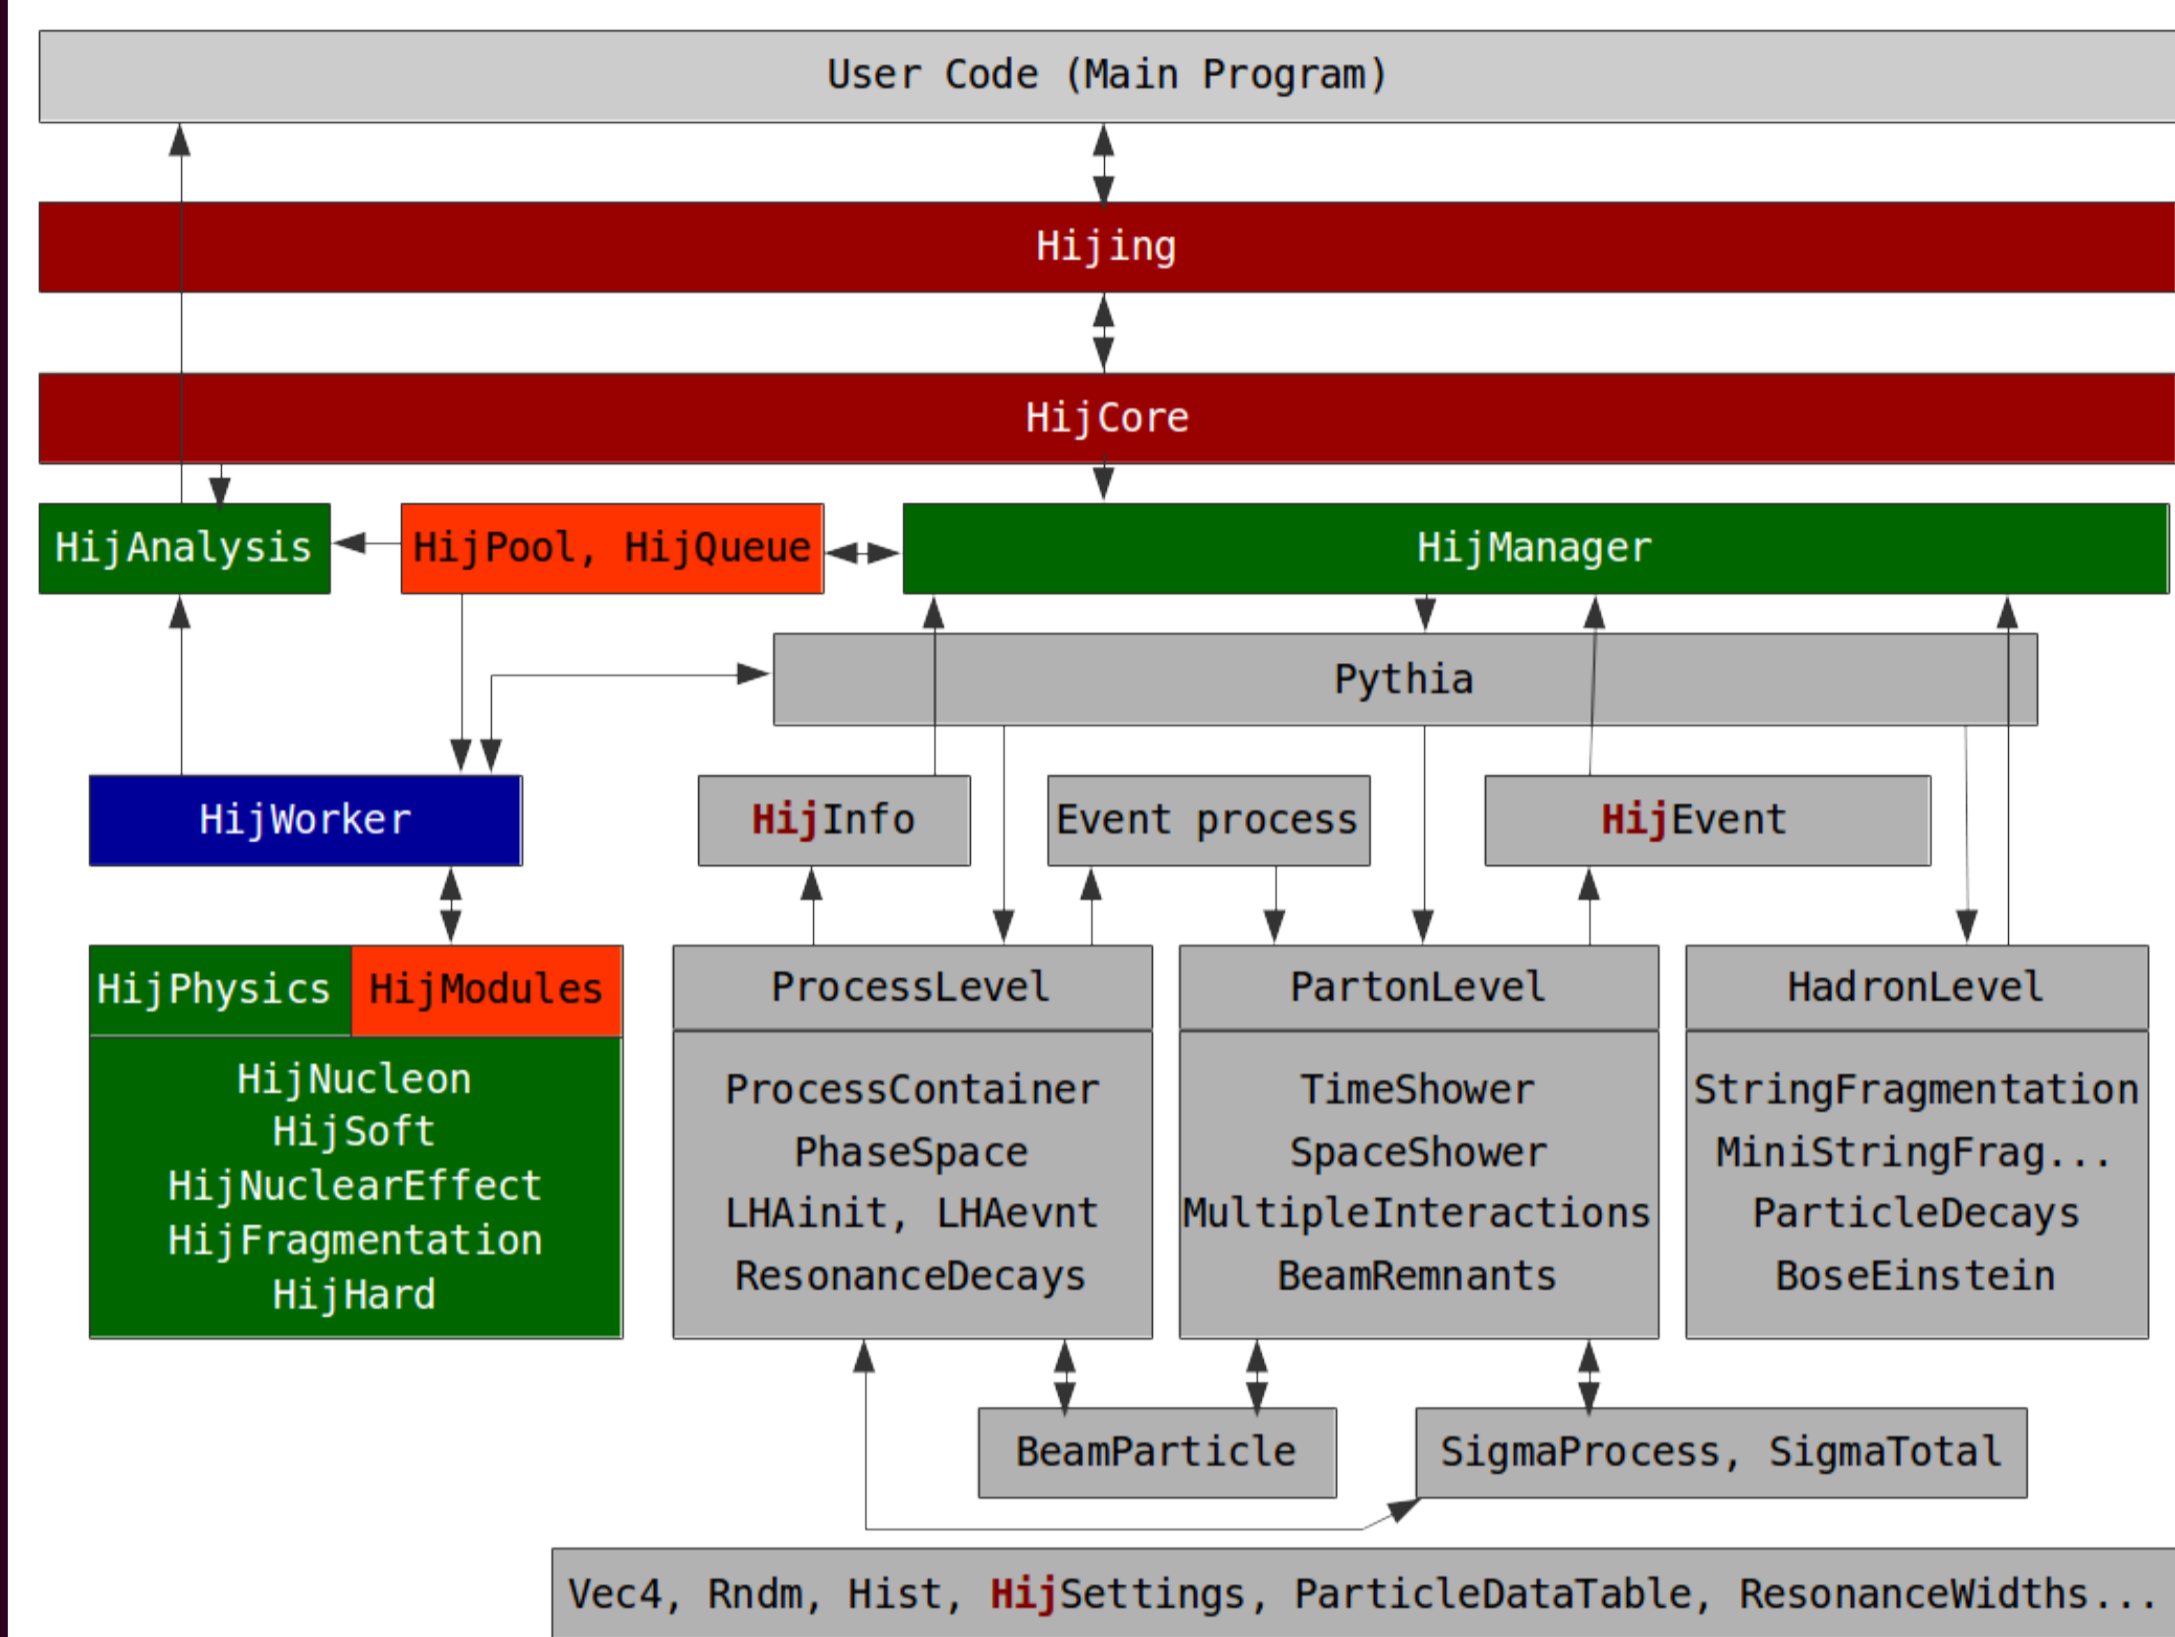 User Code (Main Program)
Hijing
HijCore
HijAnalysis
HijPool, HijQueue
HijManager
Pythia
HijWorker
HijInfo
Event process
HijEvent
HijPhysics
HijModules
HijNucleon
HijSoft
HijNuclearEffect
HijFragmentation
HijHard
ProcessLevel
ProcessContainer
PhaseSpace
LHAinit, LHAevnt
ResonanceDecays
PartonLevel
TimeShower
SpaceShower
MultipleInteractions
BeamRemnants
HadronLevel
StringFragmentation
MiniStringFrag...
ParticleDecays
BoseEinstein
BeamParticle
SigmaProcess, SigmaTotal
Vec4, Rndm, Hist, HijSettings, ParticleDataTable, ResonanceWidths...